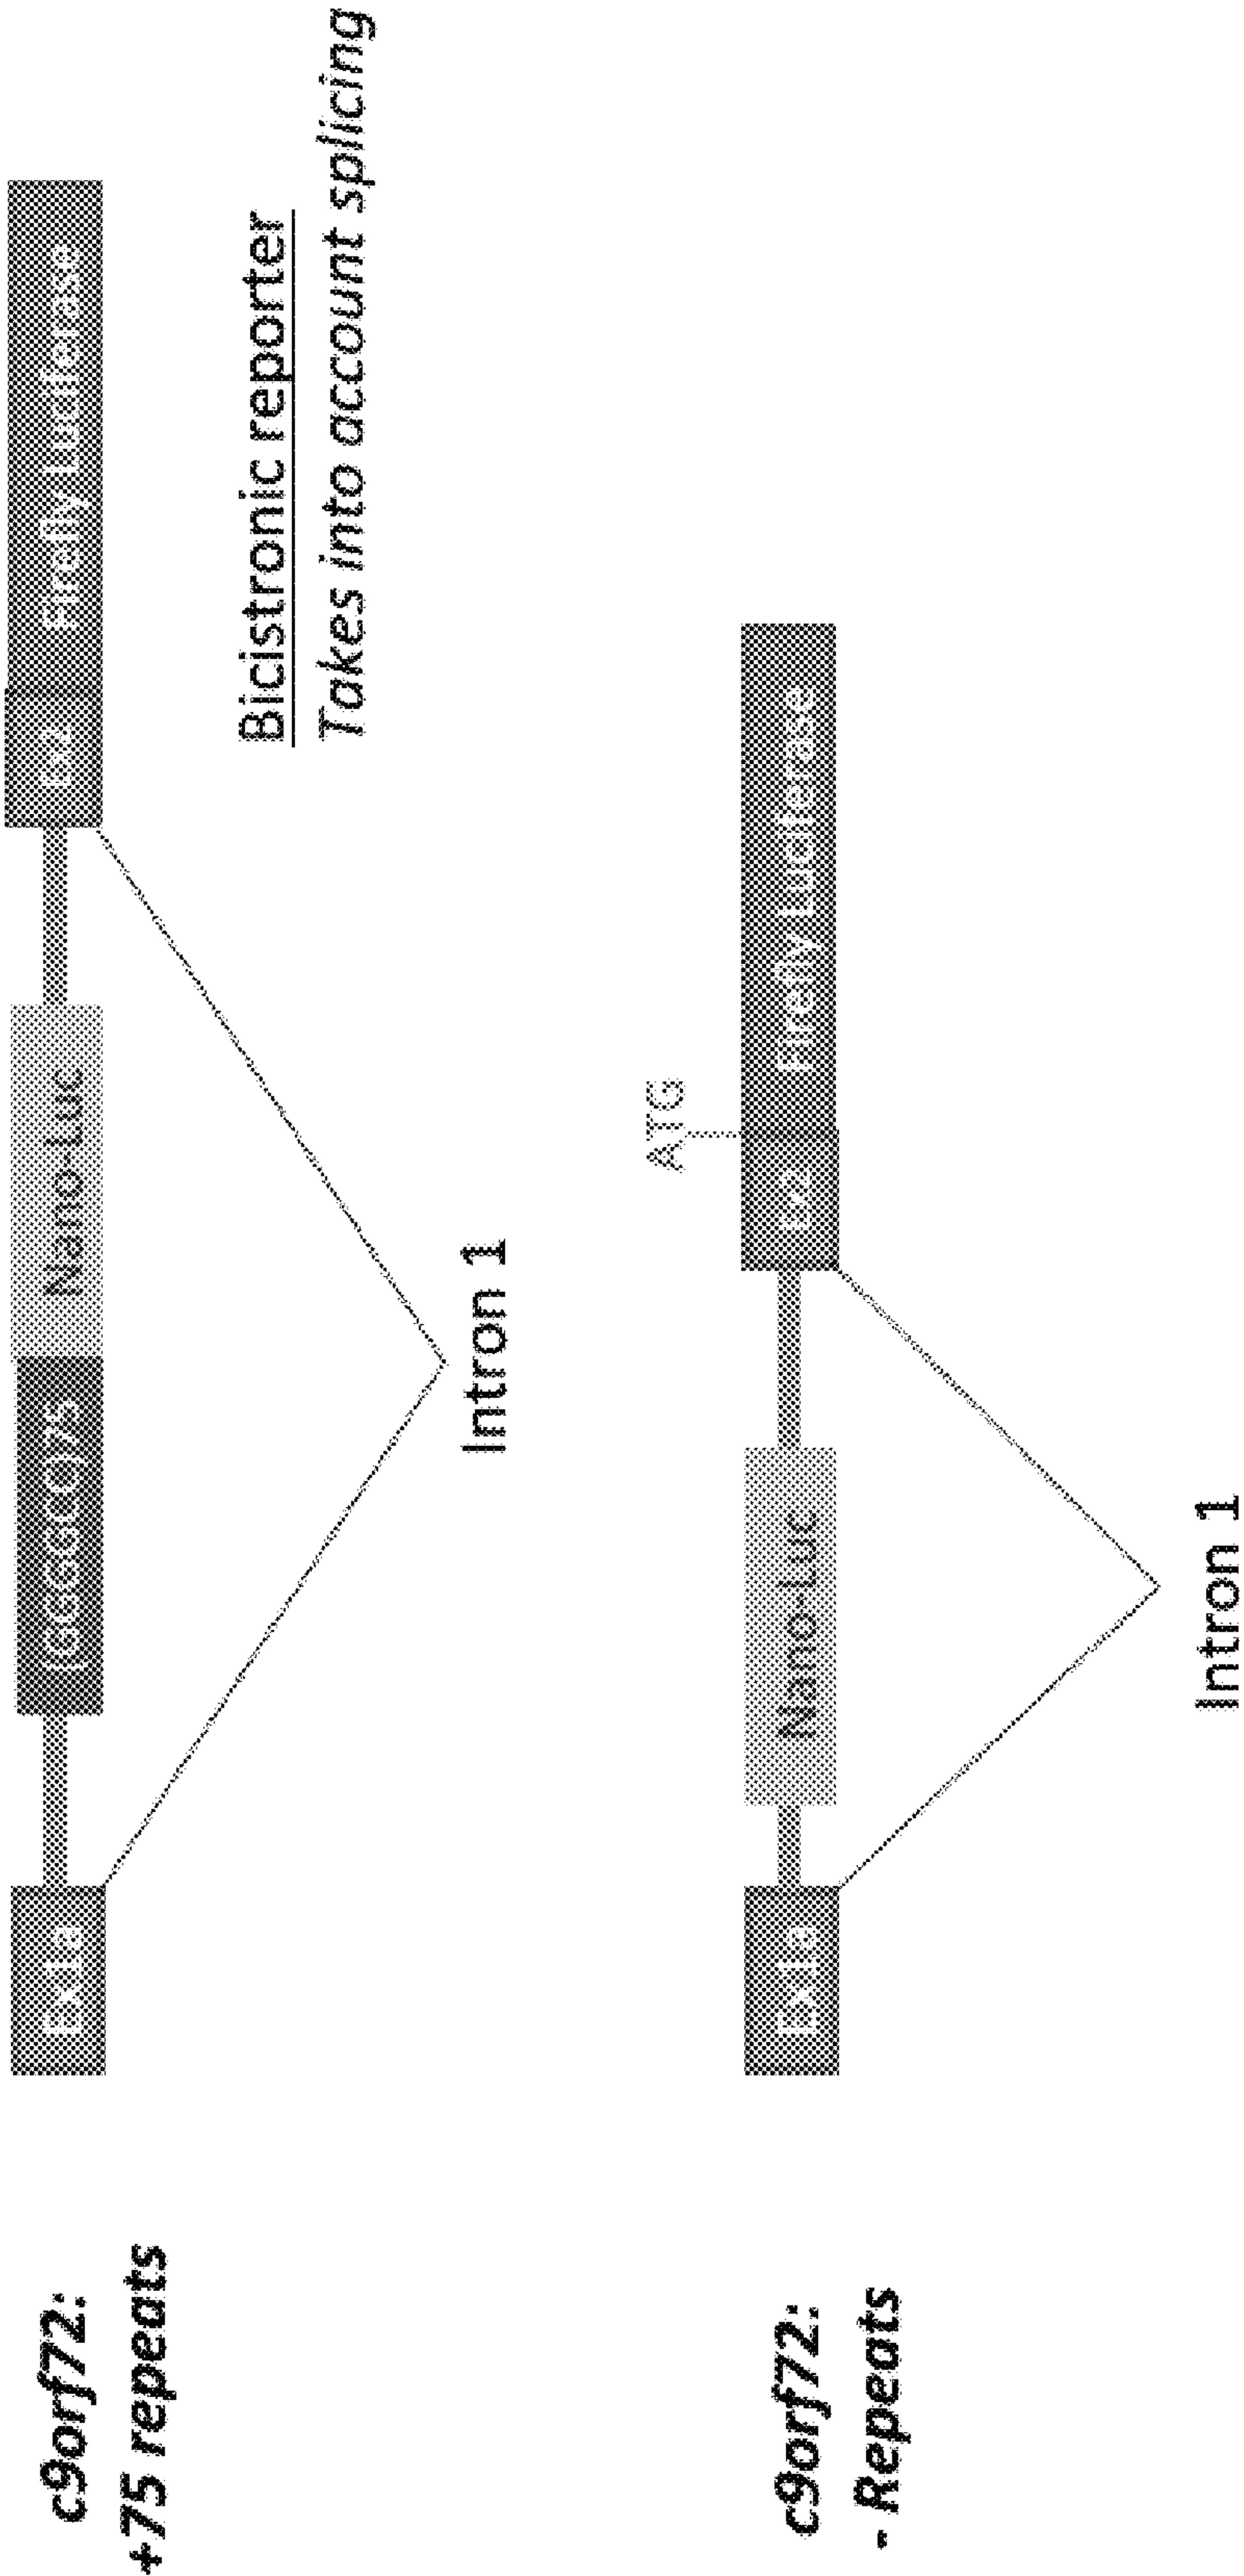 c9orf72:
+75 repeats
Ex1a
(GGGGCC)75
Nano-Luc
Ex2
Firefly Luciferase
Bicistronic reporter
Takes into account splicing
Intron 1
c9orf72:
- Repeats
Ex1a
Nano-Luc
Ex2
ATG
Firefly Luciferase
Intron 1